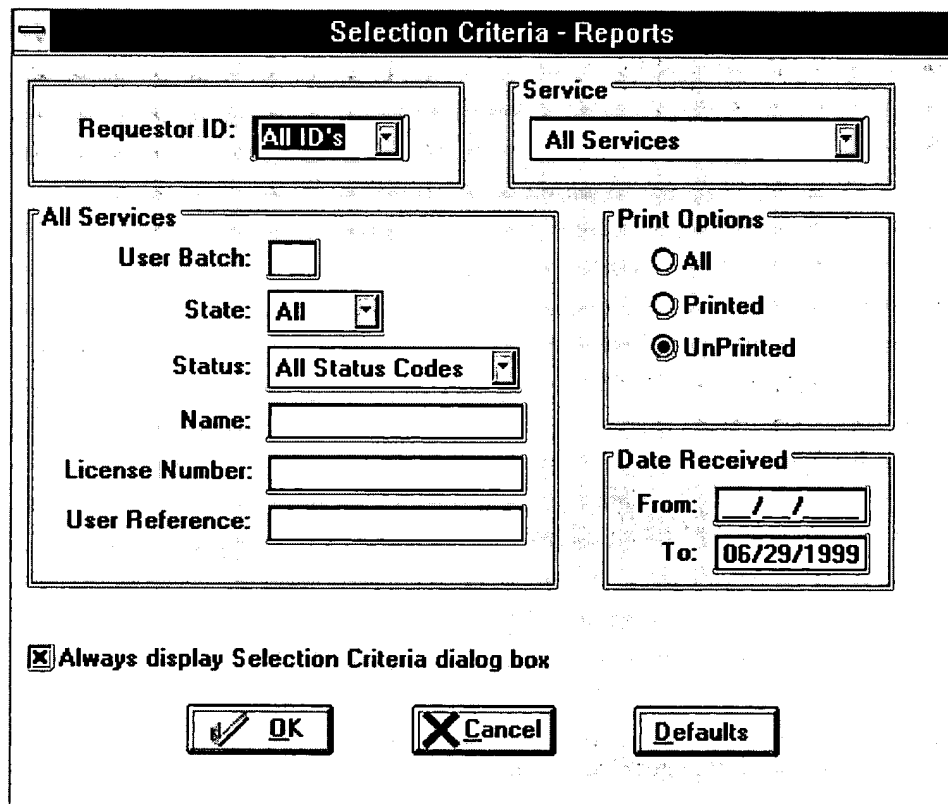 Selection Criteria - Reports
Requestor ID: All ID's
Service
All Services
All Services
User Batch:
State: All
Status: All Status Codes
Name:
License Number:
User Reference:
Print Options
All
Printed
UnPrinted
Date Received
From: __/__/____
To: 06/29/1999
Always display Selection Criteria dialog box
OK
Cancel
Defaults